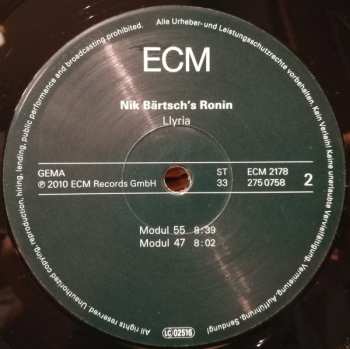 Alle Urheber- und Leistungsschutzrechte vorbehalten. Kein Verleih! Keine unerlaubte Vervielfältigung, Vermietung, Aufführung, Sendung!
All rights reserved. Unauthorized copying, reproduction, hiring, lending, public performance and broadcasting prohibited.
ECM
Nik Bärtsch's Ronin
Llyria
GEMA
℗ 2010 ECM Records GmbH
ST
33
ECM 2178
275 0758
2
Modul 55 8:39
Modul 47 8:02
LC 02516